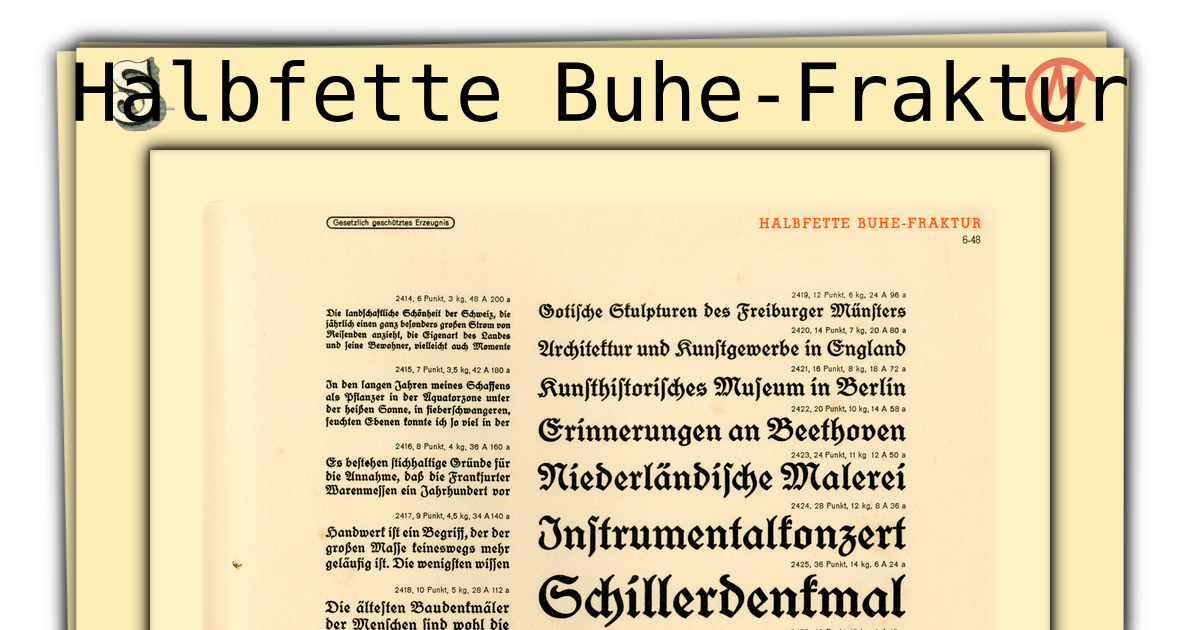 Halbfette Buhe-Fraktur
Gesetzlich geschütztes Erzeugnis
HALBFETTE BUHE-FRAKTUR
6-48
2414, 6 Punkt, 3 kg, 48 A 200 a
Die landschaftliche Schönheit der Schweiz, die
jährlich einen ganz besonders großen Strom von
Reisenden anzieht, die Eigenart des Landes
und seine Bewohner, vielleicht auch Momente
2415, 7 Punkt, 3,5 kg, 42 A 180 a
In den langen Jahren meines Schaffens
als Pflanzer in der Äquatorzone unter
der heißen Sonne, in fieberschwangeren,
feuchten Ebenen konnte ich so viel in der
2416, 8 Punkt, 4 kg, 36 A 160 a
Es bestehen stichhaltige Gründe für
die Annahme, daß die Frankfurter
Warenmessen ein Jahrhundert vor
2417, 9 Punkt, 4,5 kg, 34 A 140 a
Handwerk ist ein Begriff, der der
großen Masse keineswegs mehr
geläufig ist. Die wenigsten wissen
2418, 10 Punkt, 5 kg, 28 A 112 a
Die ältesten Baudenkmäler
der Menschen sind wohl die
2419, 12 Punkt, 6 kg, 24 A 96 a
Gotische Skulpturen des Freiburger Münsters
2420, 14 Punkt, 7 kg, 20 A 80 a
Architektur und Kunstgewerbe in England
2421, 16 Punkt, 8 kg, 18 A 72 a
Kunsthistorisches Museum in Berlin
2422, 20 Punkt, 10 kg, 14 A 58 a
Erinnerungen an Beethoven
2423, 24 Punkt, 11 kg 12 A 50 a
Niederländische Malerei
2424, 28 Punkt, 12 kg, 8 A 36 a
Instrumentalkonzert
2425, 36 Punkt, 14 kg, 6 A 24 a
Schillerdenkmal